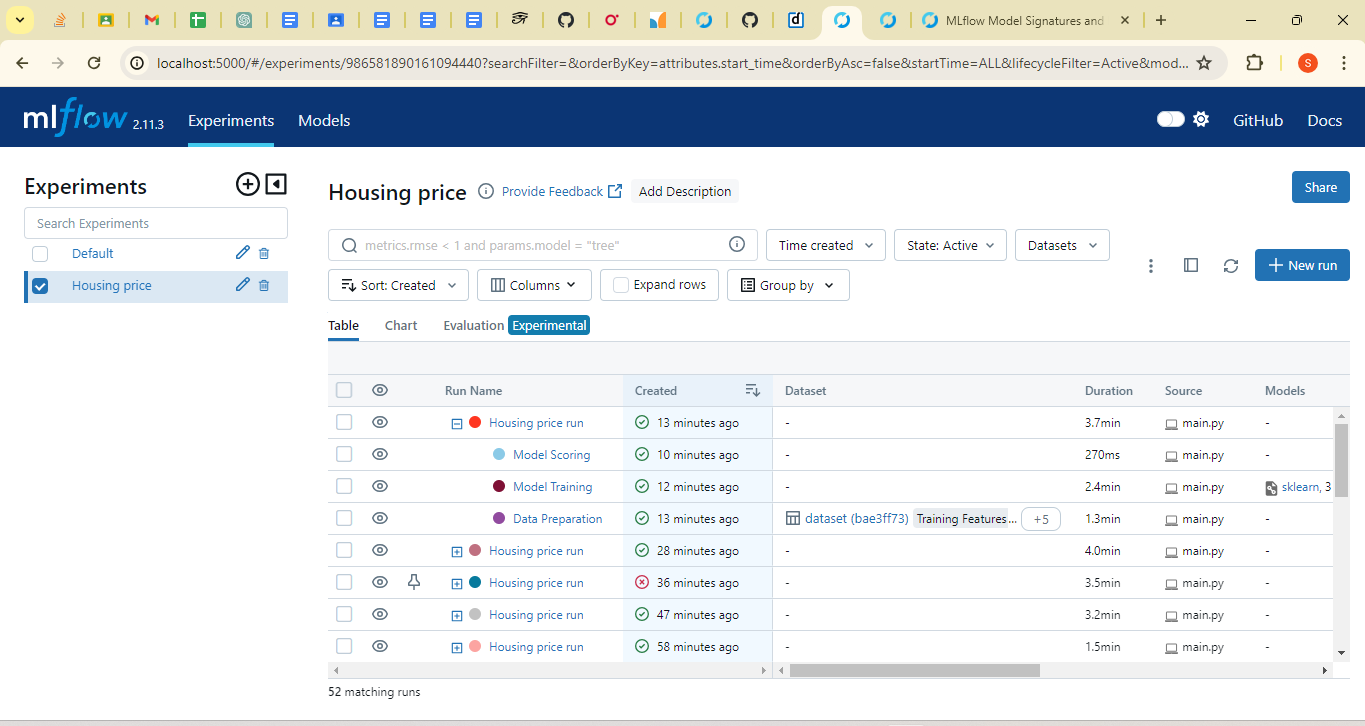 MLflow Model Signatures and
localhost:5000/#/experiments/986581890161094440?searchFilter=&orderByKey=attributes.start_time&orderByAsc=false&startTime=ALL&lifecycleFilter=Active&mod...
S
mlflow 2.11.3 Experiments Models GitHub Docs
Experiments
Search Experiments
Default
Housing price
Housing price Provide Feedback Add Description Share
metrics.rmse < 1 and params.model = "tree" Time created State: Active Datasets
New run
Sort: Created Columns Expand rows Group by
Table Chart Evaluation Experimental
Run Name Created Dataset Duration Source Models
Housing price run 13 minutes ago - 3.7min main.py -
Model Scoring 10 minutes ago - 270ms main.py -
Model Training 12 minutes ago - 2.4min main.py sklearn, 3
Data Preparation 13 minutes ago dataset (bae3ff73) Training Features... +5 1.3min main.py -
Housing price run 28 minutes ago - 4.0min main.py -
Housing price run 36 minutes ago - 3.5min main.py -
Housing price run 47 minutes ago - 3.2min main.py -
Housing price run 58 minutes ago - 1.5min main.py -
52 matching runs